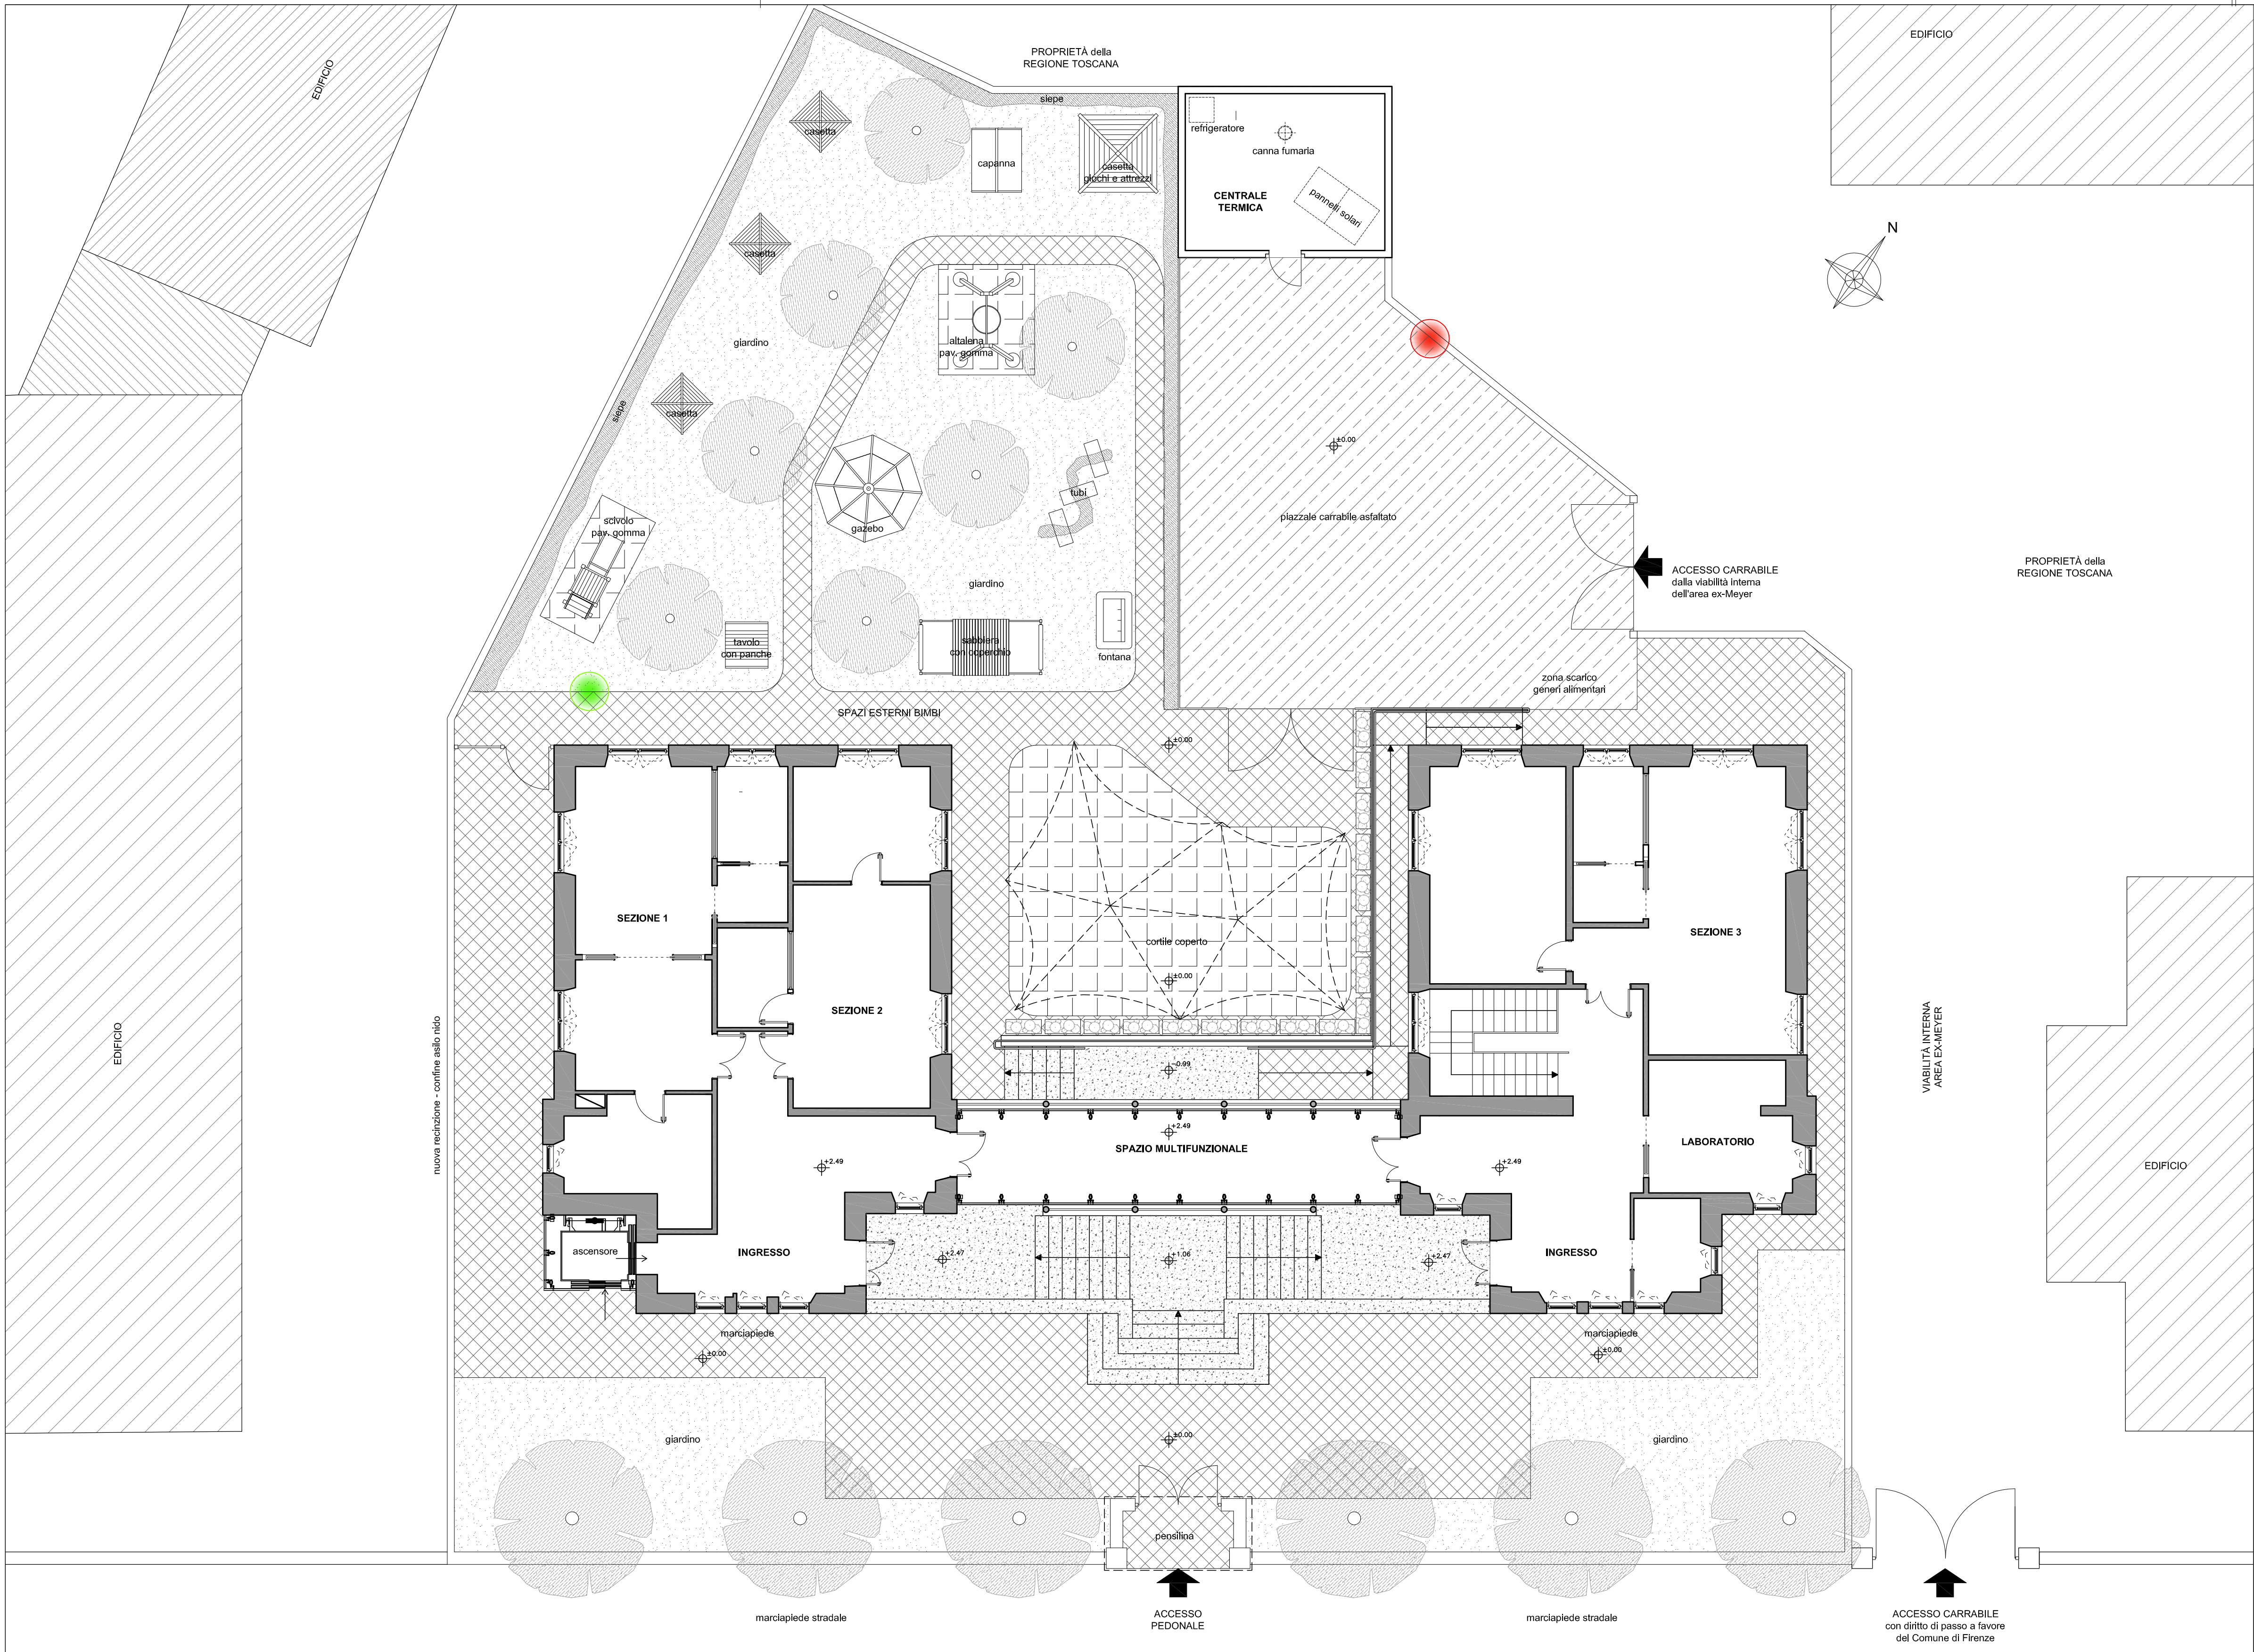 EDIFICIO
PROPRIETÀ della
REGIONE TOSCANA
EDIFICIO
siepe
casetta
capanna
casetta
giochi e attrezzi
refrigeratore
canna fumaria
CENTRALE
TERMICA
pannelli solari
N
casetta
giardino
altalena
pav. gomma
casetta
siepe
±0.00
scivolo
pav. gomma
gazebo
tubi
piazzale carrabile asfaltato
ACCESSO CARRABILE
dalla viabilità interna
dell'area ex-Meyer
PROPRIETÀ della
REGIONE TOSCANA
giardino
tavolo
con panche
sabbiera
con coperchio
fontana
zona scarico
generi alimentari
SPAZI ESTERNI BIMBI
±0.00
SEZIONE 1
SEZIONE 2
cortile coperto
±0.00
SEZIONE 3
EDIFICIO
nuova recinzione - confine asilo nido
VIABILITÀ INTERNA
AREA EX-MEYER
-0.99
+2.49
SPAZIO MULTIFUNZIONALE
+2.49
+2.49
LABORATORIO
EDIFICIO
ascensore
INGRESSO
+2.47
+1.06
+2.47
INGRESSO
marciapiede
±0.00
marciapiede
±0.00
giardino
±0.00
giardino
pensilina
marciapiede stradale
ACCESSO
PEDONALE
marciapiede stradale
ACCESSO CARRABILE
con diritto di passo a favore
del Comune di Firenze